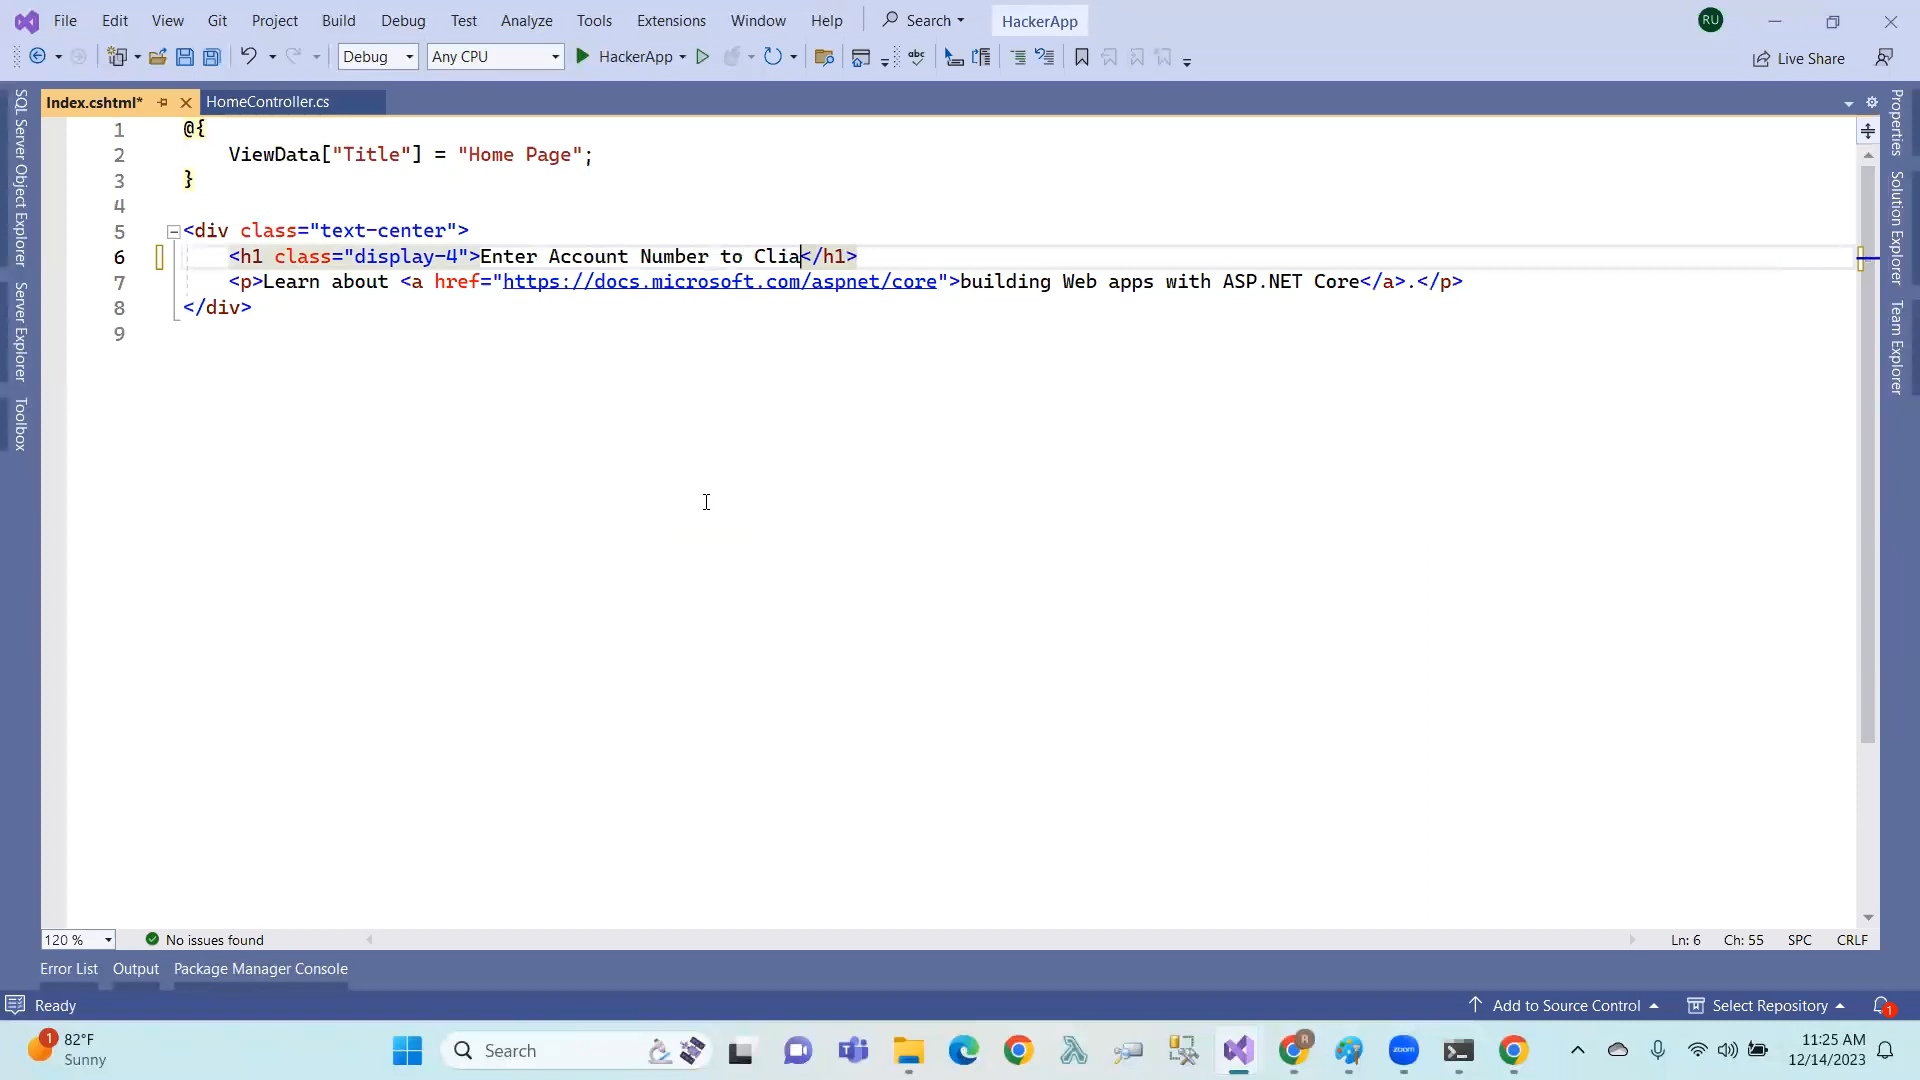 File Edit View Git Project Build Debug Test Analyze Tools Extensions Window Help Search HackerApp RU
Debug Any CPU HackerApp abc Live Share
Index.cshtml* HomeController.cs
SQL Server Object Explorer
Server Explorer
Toolbox
1 @{
2 ViewData["Title"] = "Home Page";
3 }
4
5 <div class="text-center">
6 <h1 class="display-4">Enter Account Number to Clia</h1>
7 <p>Learn about <a href="https://docs.microsoft.com/aspnet/core">building Web apps with ASP.NET Core</a>.</p>
8 </div>
9
Properties
Solution Explorer
Team Explorer
120 % No issues found Ln: 6 Ch: 55 SPC CRLF
Error List Output Package Manager Console
Ready Add to Source Control Select Repository 1
1 82°F
Sunny
Search
R
zoom
11:25 AM
12/14/2023